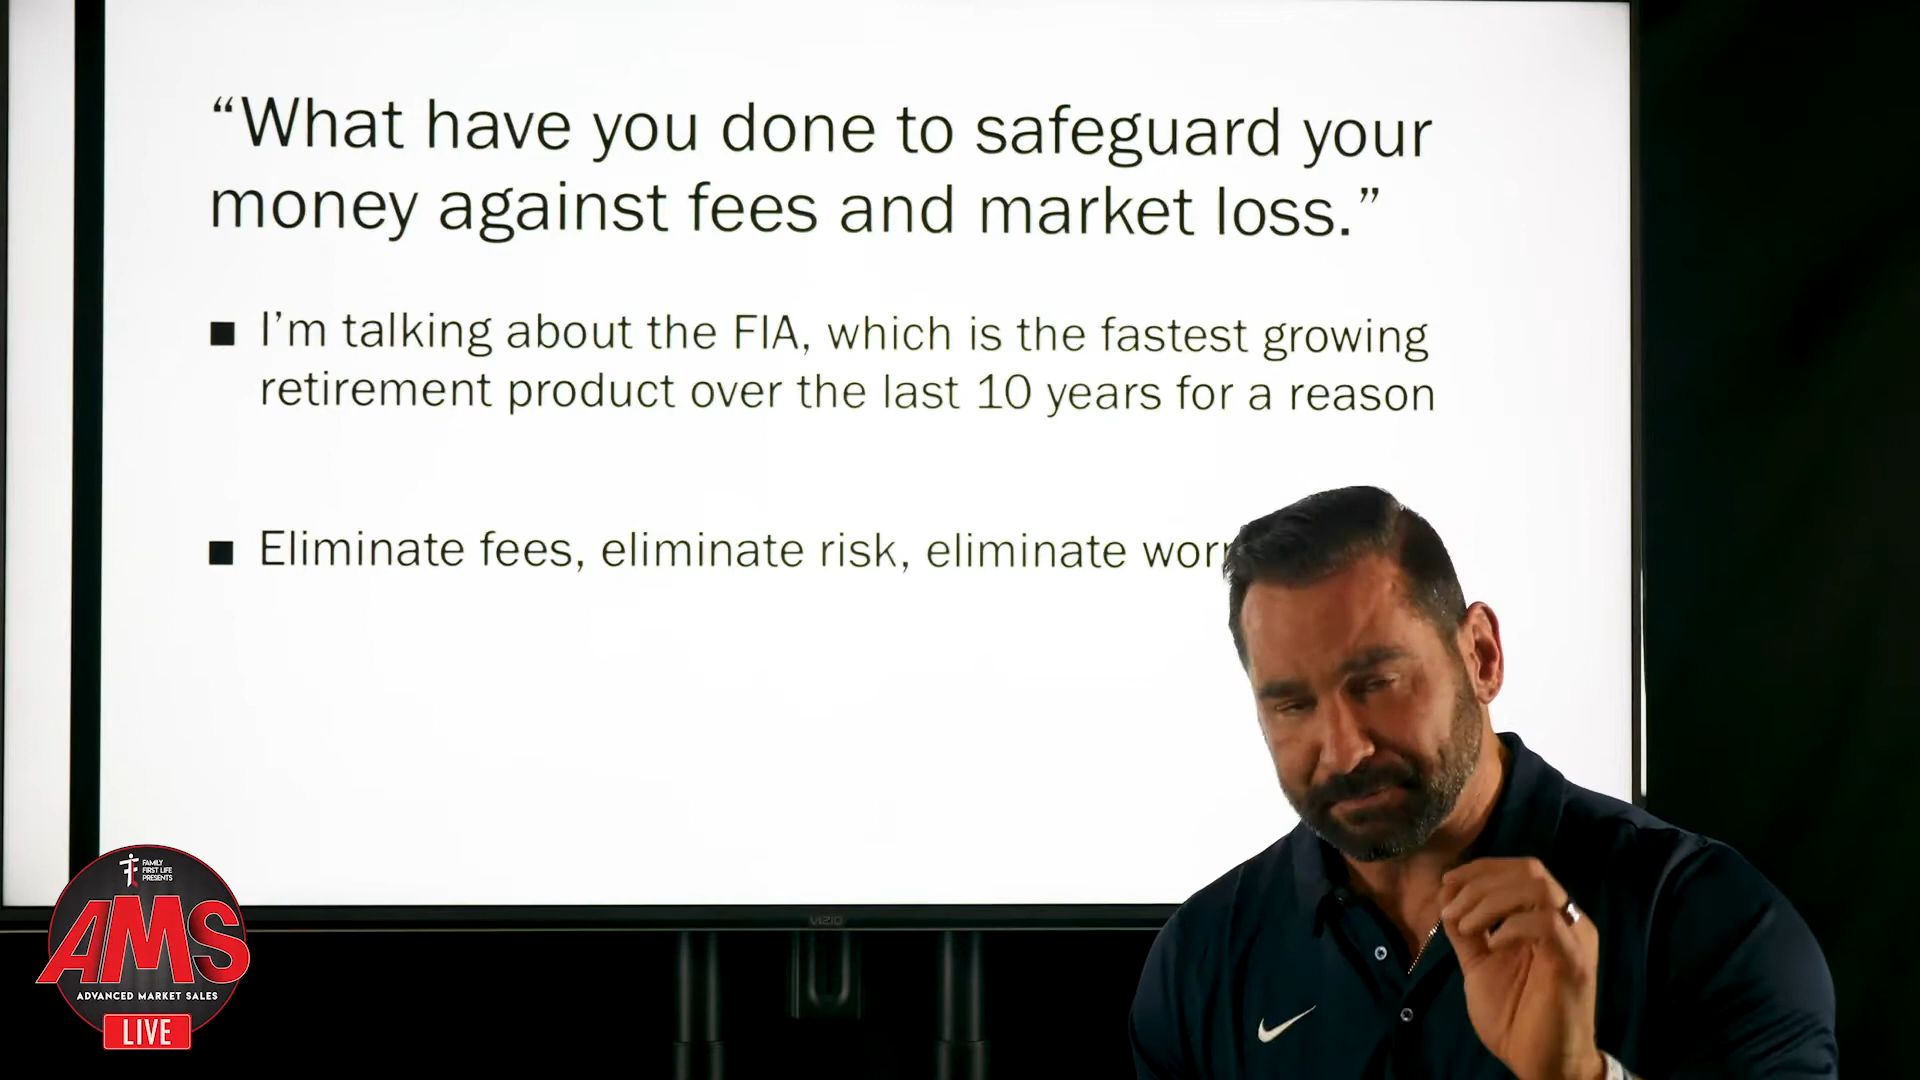 “What have you done to safeguard your
money against fees and market loss.”
■ I’m talking about the FIA, which is the fastest growing
retirement product over the last 10 years for a reason
■ Eliminate fees, eliminate risk, eliminate
VIZIO
FAMILY
FIRST LIFE
PRESENTS
AMS
ADVANCED MARKET SALES
LIVE